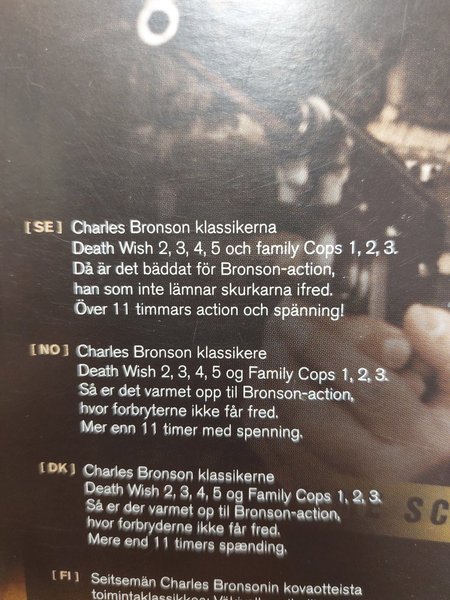 [SE] Charles Bronson klassikerna
Death Wish 2, 3, 4, 5 och family Cops 1, 2, 3.
Då är det bäddat för Bronson-action,
han som inte lämnar skurkarna ifred.
Över 11 timmars action och spänning!
[NO] Charles Bronson klassikere
Death Wish 2, 3, 4, 5 og Family Cops 1, 2, 3.
Så er det varmet opp til Bronson-action,
hvor forbryterne ikke får fred.
Mer enn 11 timer med spenning.
[DK] Charles Bronson klassikerne
Death Wish 2, 3, 4, 5 og Family Cops 1, 2, 3.
Så er der varmet op til Bronson-action,
hvor forbryderne ikke får fred.
Mere end 11 timers spænding.
SC
[FI] Seitsemän Charles Bronsonin kovaotteista